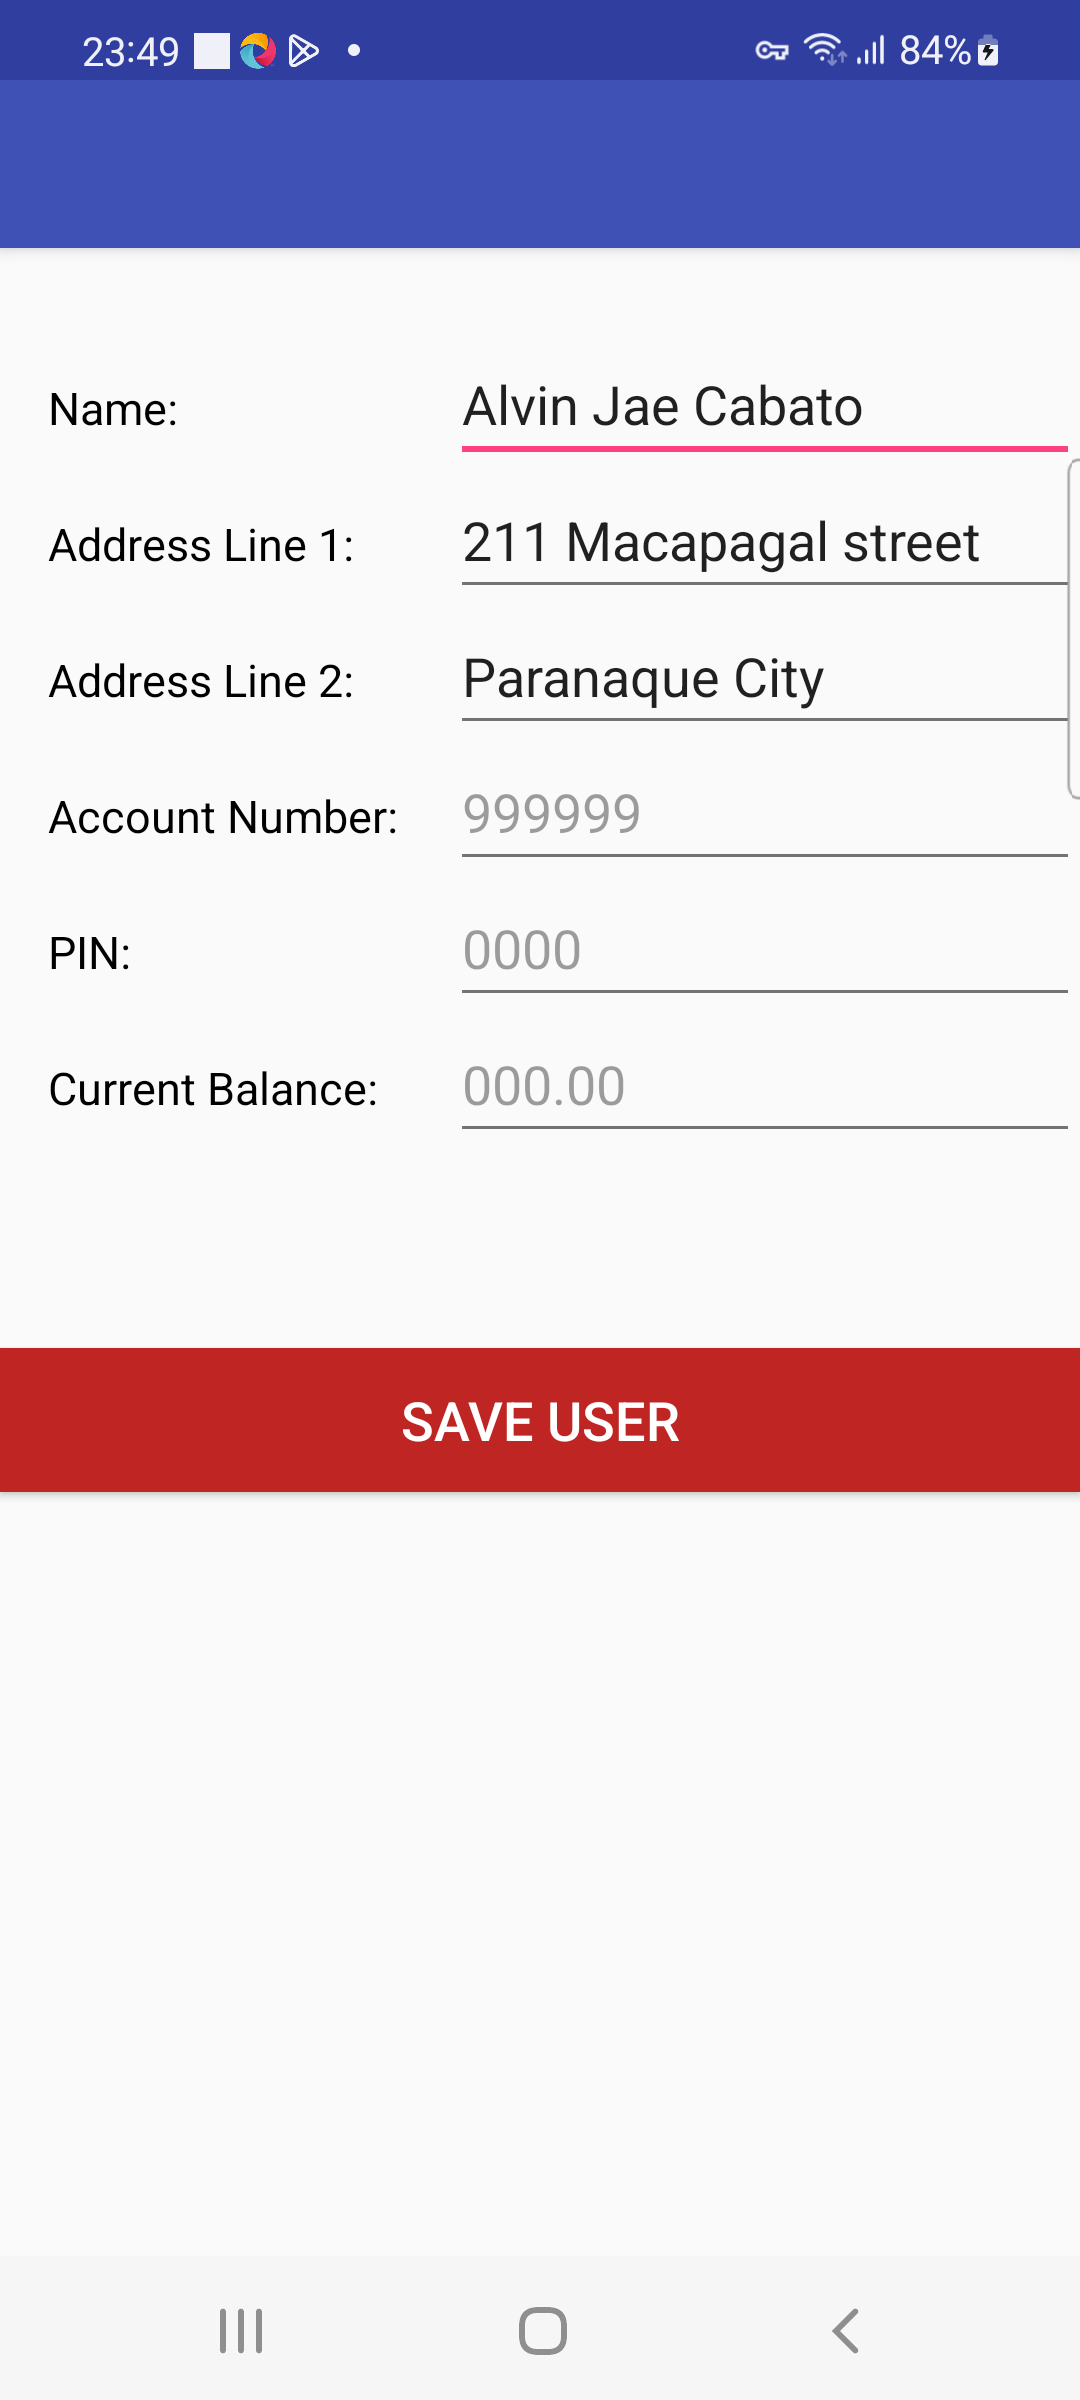 23:49 84%
Name: Alvin Jae Cabato
Address Line 1: 211 Macapagal street
Address Line 2: Paranaque City
Account Number: 999999
PIN: 0000
Current Balance: 000.00
SAVE USER